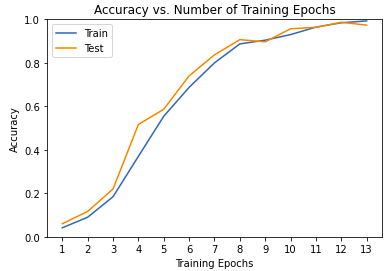 Accuracy vs. Number of Training Epochs
Train
Test
Accuracy
1.0
0.8
0.6
0.4
0.2
0.0
1 2 3 4 5 6 7 8 9 10 11 12 13
Training Epochs